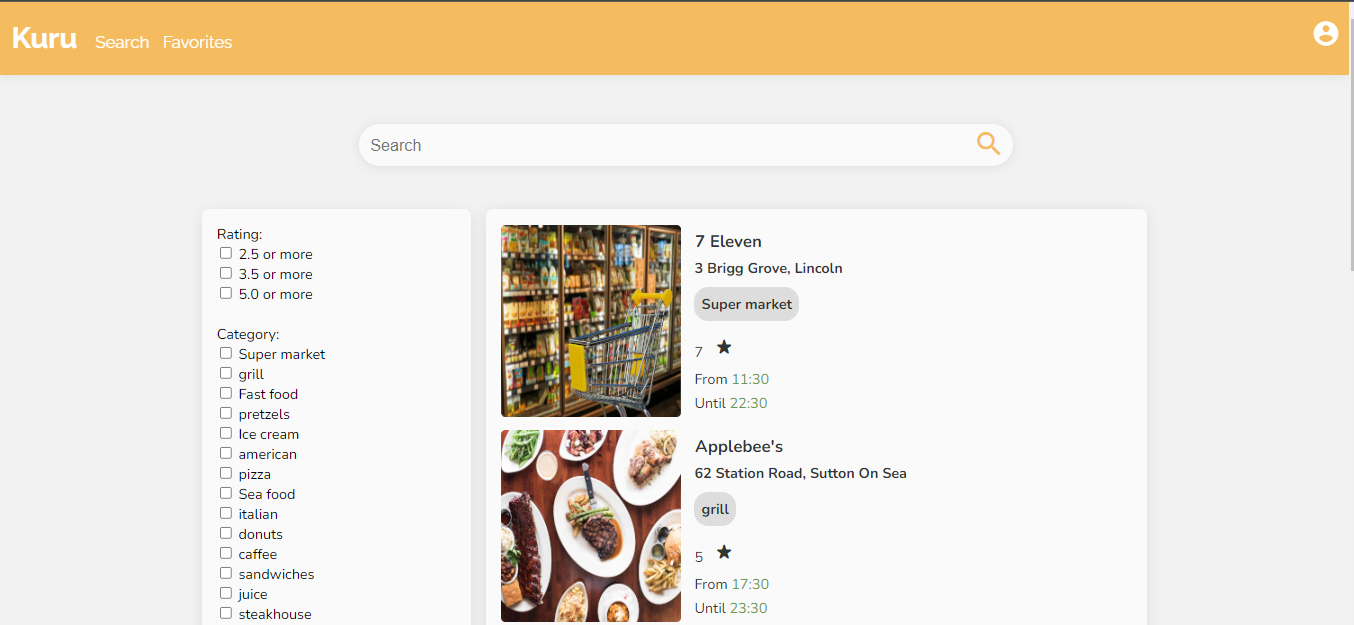 Kuru Search Favorites
Search
Rating:
2.5 or more
3.5 or more
5.0 or more
Category:
Super market
grill
Fast food
pretzels
Ice cream
american
pizza
Sea food
italian
donuts
caffee
sandwiches
juice
steakhouse
7 Eleven
3 Brigg Grove, Lincoln
Super market
7
From 11:30
Until 22:30
Applebee's
62 Station Road, Sutton On Sea
grill
5
From 17:30
Until 23:30